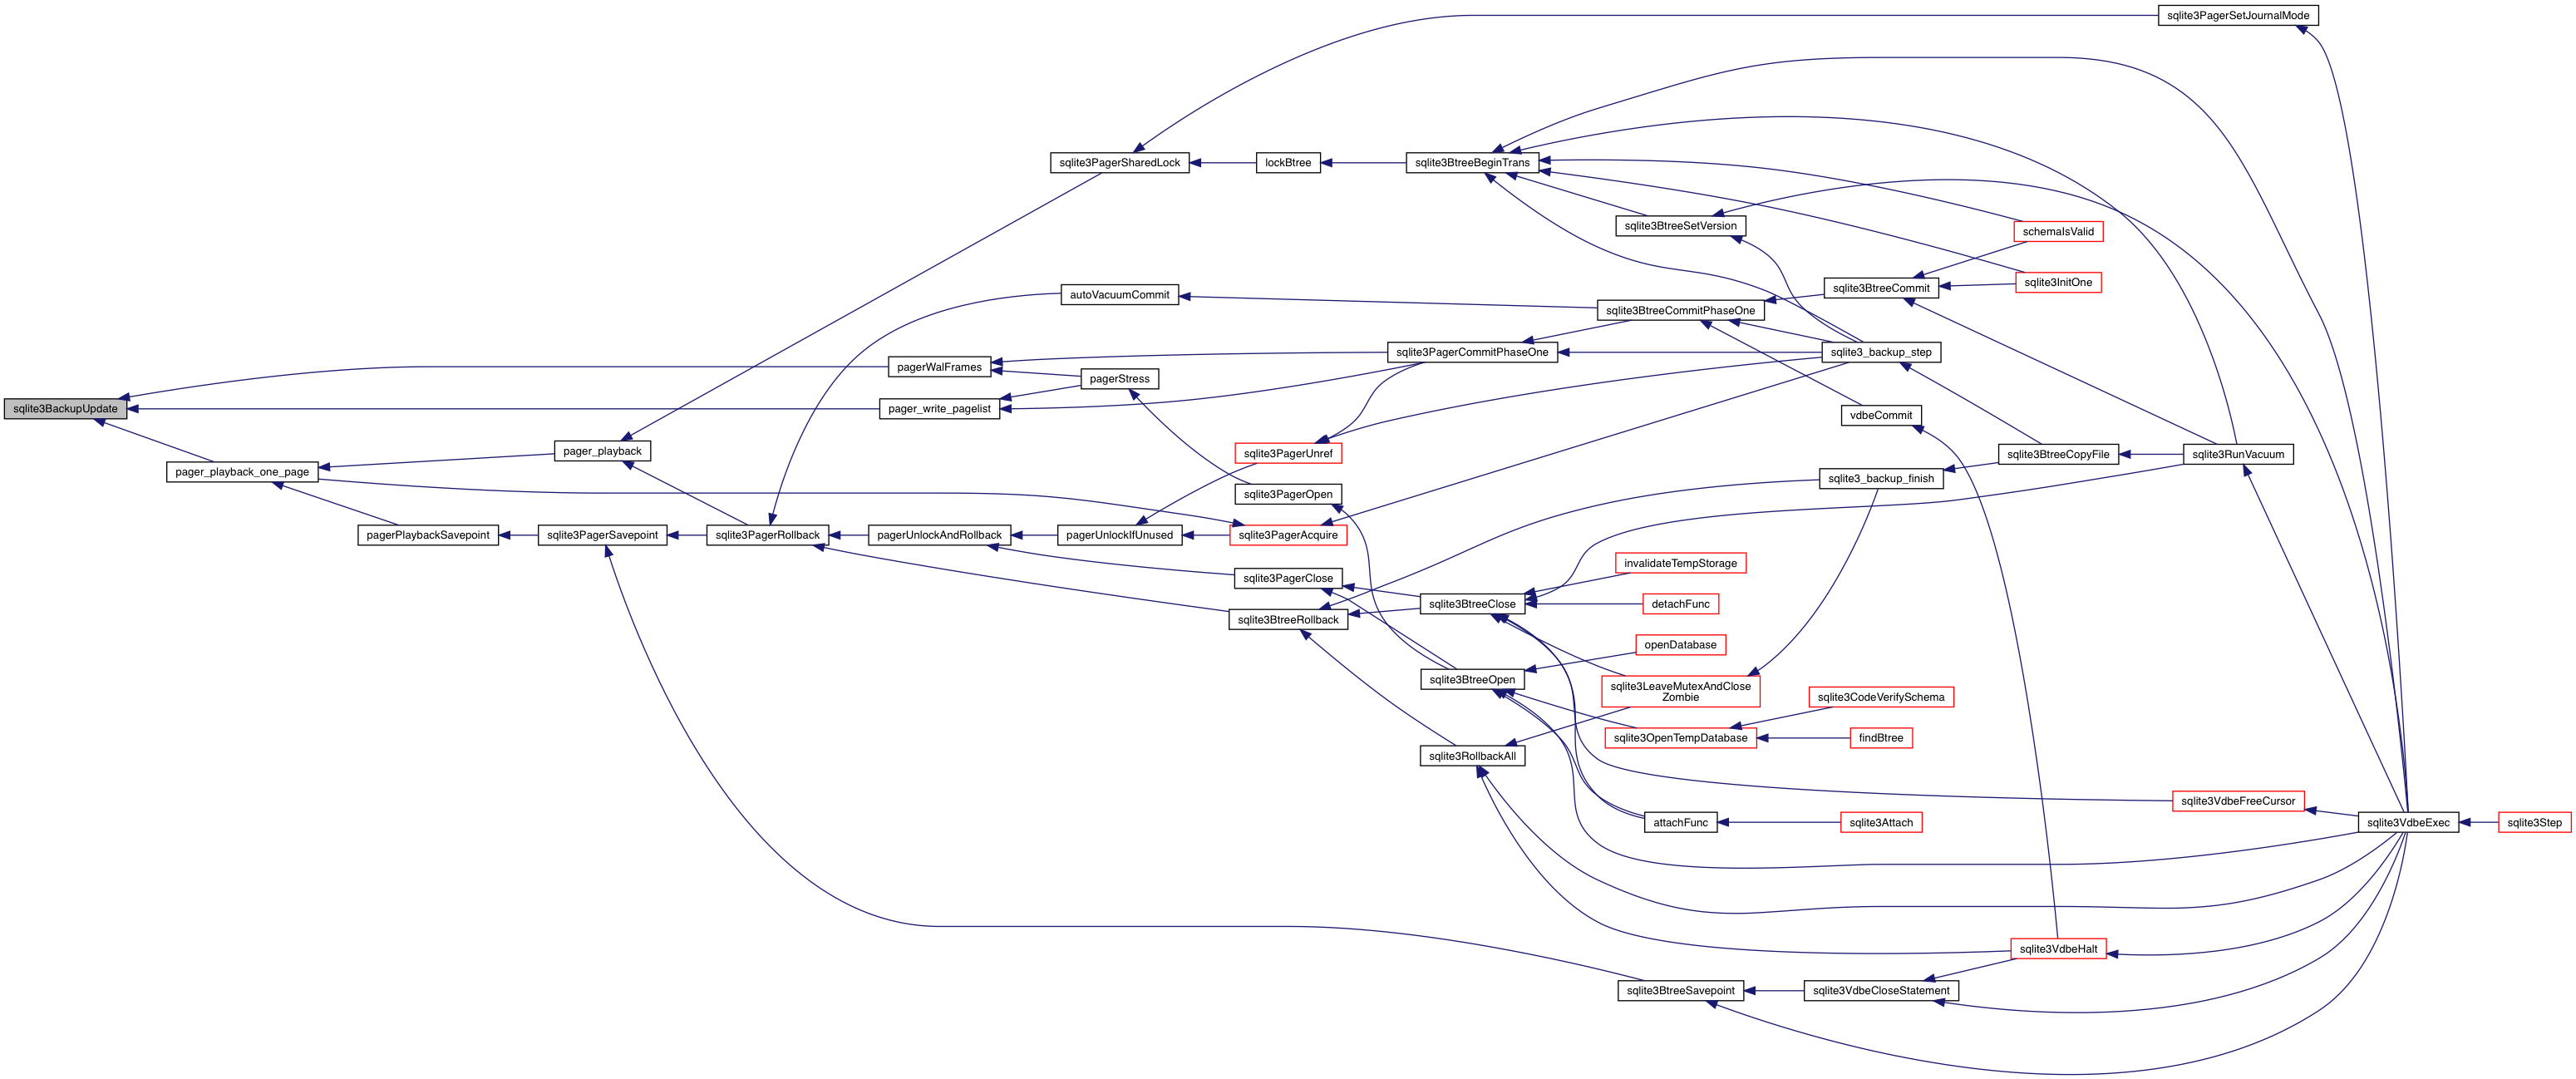 sqlite3PagerSetJournalMode
sqlite3PagerSharedLock
lockBtree
sqlite3BtreeBeginTrans
sqlite3BtreeSetVersion
schemaIsValid
sqlite3InitOne
autoVacuumCommit
sqlite3BtreeCommit
sqlite3BtreeCommitPhaseOne
pagerWalFrames
sqlite3PagerCommitPhaseOne
sqlite3_backup_step
pagerStress
sqlite3BackupUpdate
pager_write_pagelist
vdbeCommit
pager_playback
sqlite3PagerUnref
sqlite3BtreeCopyFile
sqlite3RunVacuum
pager_playback_one_page
sqlite3_backup_finish
sqlite3PagerOpen
pagerPlaybackSavepoint
sqlite3PagerSavepoint
sqlite3PagerRollback
pagerUnlockAndRollback
pagerUnlockIfUnused
sqlite3PagerAcquire
invalidateTempStorage
sqlite3PagerClose
sqlite3BtreeClose
detachFunc
sqlite3BtreeRollback
openDatabase
sqlite3BtreeOpen
sqlite3LeaveMutexAndClose
Zombie
sqlite3CodeVerifySchema
sqlite3OpenTempDatabase
findBtree
sqlite3RollbackAll
sqlite3VdbeFreeCursor
attachFunc
sqlite3Attach
sqlite3VdbeExec
sqlite3Step
sqlite3VdbeHalt
sqlite3BtreeSavepoint
sqlite3VdbeCloseStatement